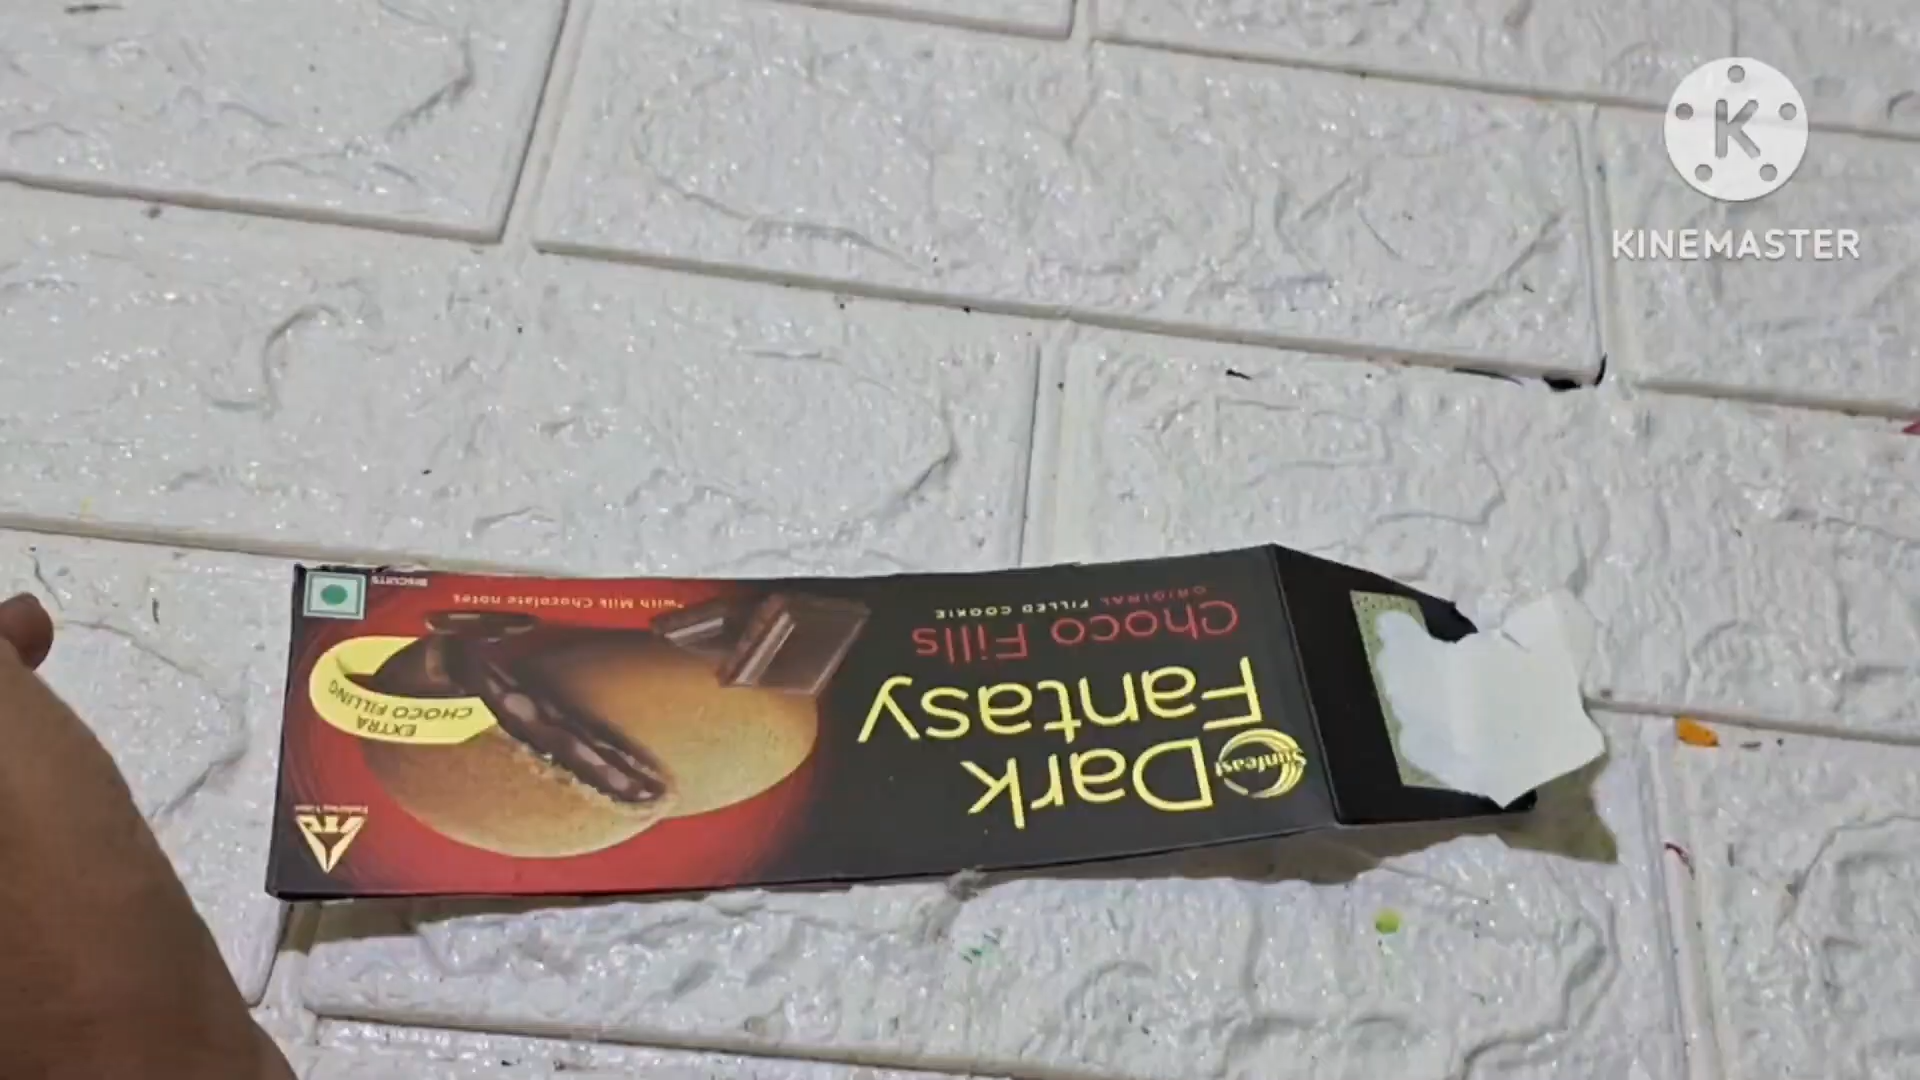 KINEMASTER
Sunfeast
Dark
Fantasy
Choco Fills
ORIGINAL FILLED COOKIE
EXTRA
CHOCO FILLING
*with Milk Chocolate notes
BISCUITS